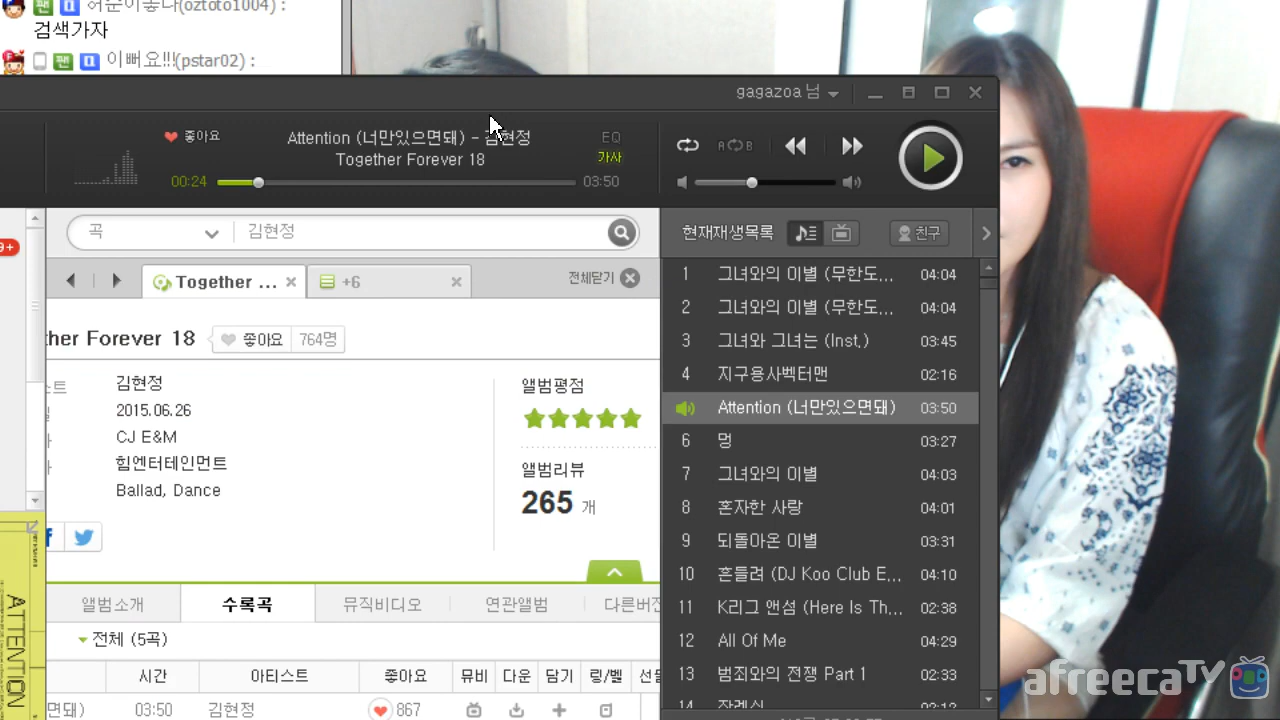 팬 허준이좋다(oztoto1004) :
검색가자
팬 이뻐요!!!(pstar02) :
gagazoa 님
좋아요
Attention (너만있으면돼) - 김현정
EQ
Together Forever 18
가사
00:24
03:50
A B
9+
곡
김현정
현재재생목록
친구
Together ...
+6
전체닫기
ther Forever 18
좋아요
764명
스트
김현정
2015.06.26
CJ E&M
힘엔터테인먼트
Ballad, Dance
앨범평점
앨범리뷰
265 개
1 그녀와의 이별 (무한도... 04:04
2 그녀와의 이별 (무한도... 04:04
3 그녀와 그녀는 (Inst.) 03:45
4 지구용사벡터맨 02:16
Attention (너만있으면돼) 03:50
6 멍 03:27
7 그녀와의 이별 04:03
8 혼자한 사랑 04:01
9 되돌아온 이별 03:31
10 흔들려 (DJ Koo Club E... 04:10
11 K리그 앤섬 (Here Is Th... 02:38
12 All Of Me 04:29
13 범죄와의 전쟁 Part 1 02:33
14
ATTENTION
앨범소개
수록곡
뮤직비디오
연관앨범
다른버전
전체 (5곡)
시간
아티스트
좋아요
뮤비
다운
담기
링/벨
면돼)
03:50
김현정
867
afreecaTV